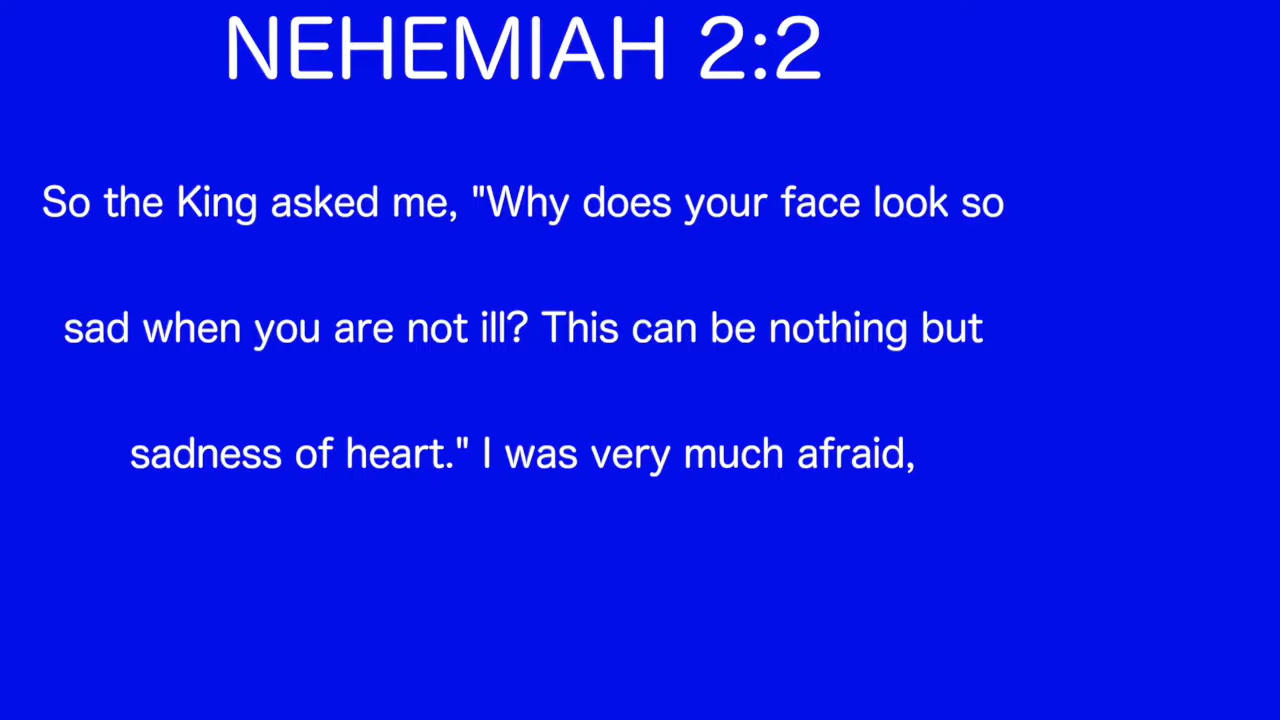 NEHEMIAH 2:2
So the King asked me, "Why does your face look so
sad when you are not ill? This can be nothing but
sadness of heart." I was very much afraid,